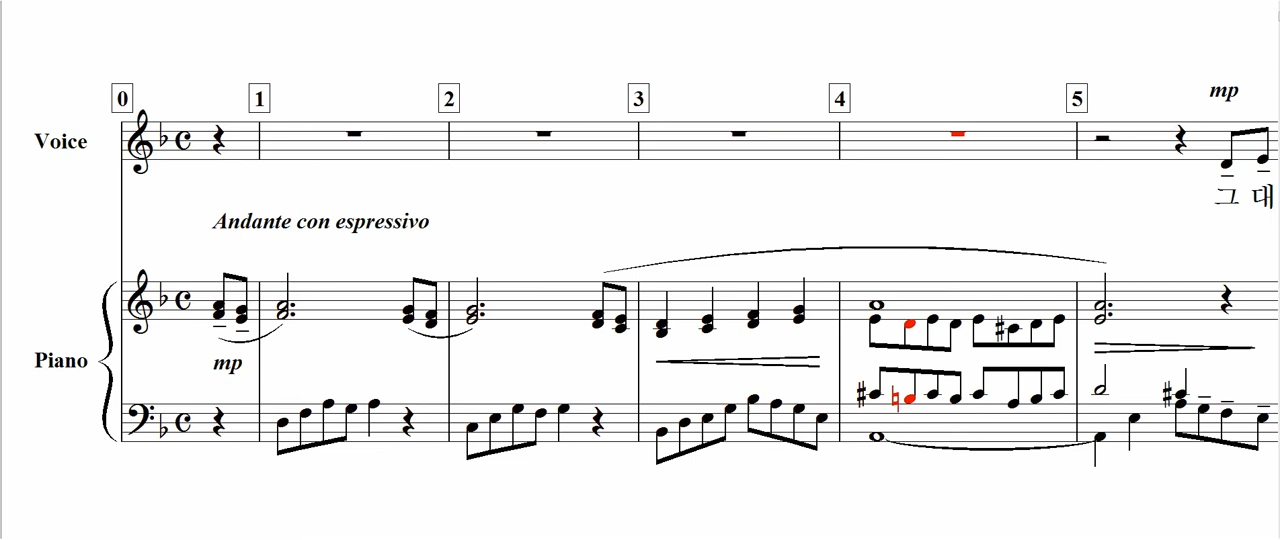 0 1 2 3 4 5
mp
Voice
그 대
Andante con espressivo
Piano
mp